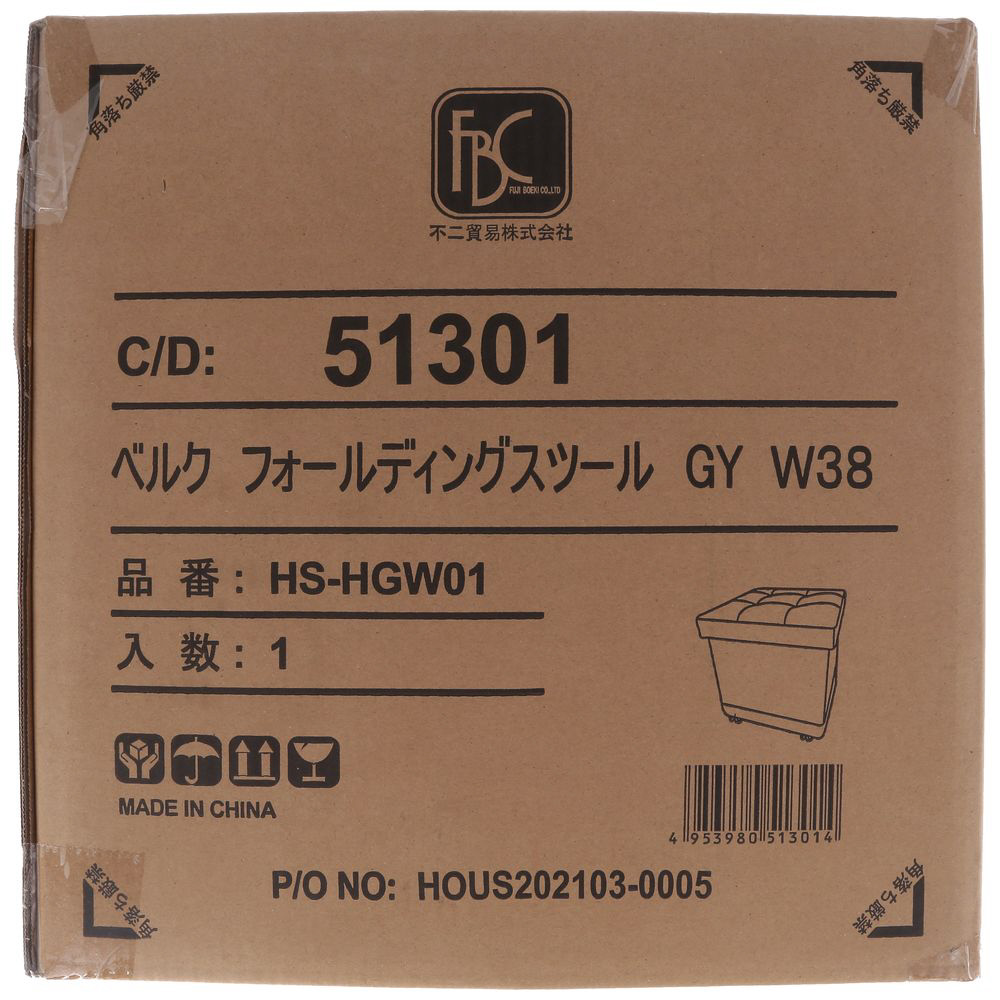 角落ち厳禁
角落ち厳禁
FBC
FUJI BOEKI CO.,LTD
不二貿易株式会社
C/D: 51301
ベルク フォールディングスツール GY W38
品番: HS-HGW01
入数: 1
MADE IN CHINA
4 953980 513014
P/O NO: HOUS202103-0005
角落ち厳禁
角落ち厳禁